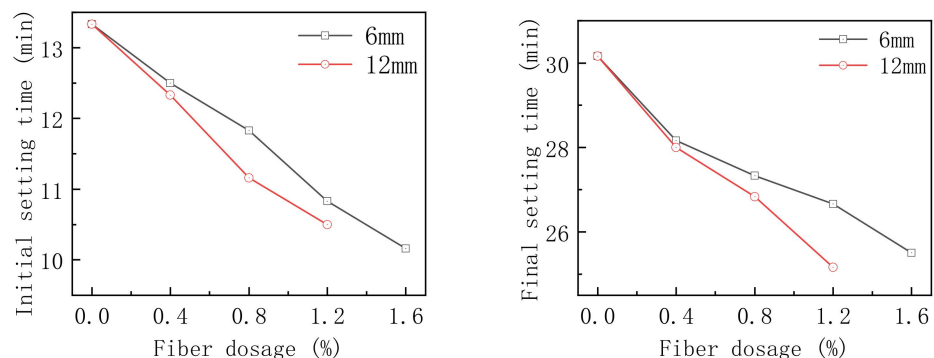 Initial setting time (min)
13
12
11
10
6mm
12mm
0.0 0.4 0.8 1.2 1.6
Fiber dosage (%)
Final setting time (min)
30
28
26
6mm
12mm
0.0 0.4 0.8 1.2 1.6
Fiber dosage (%)